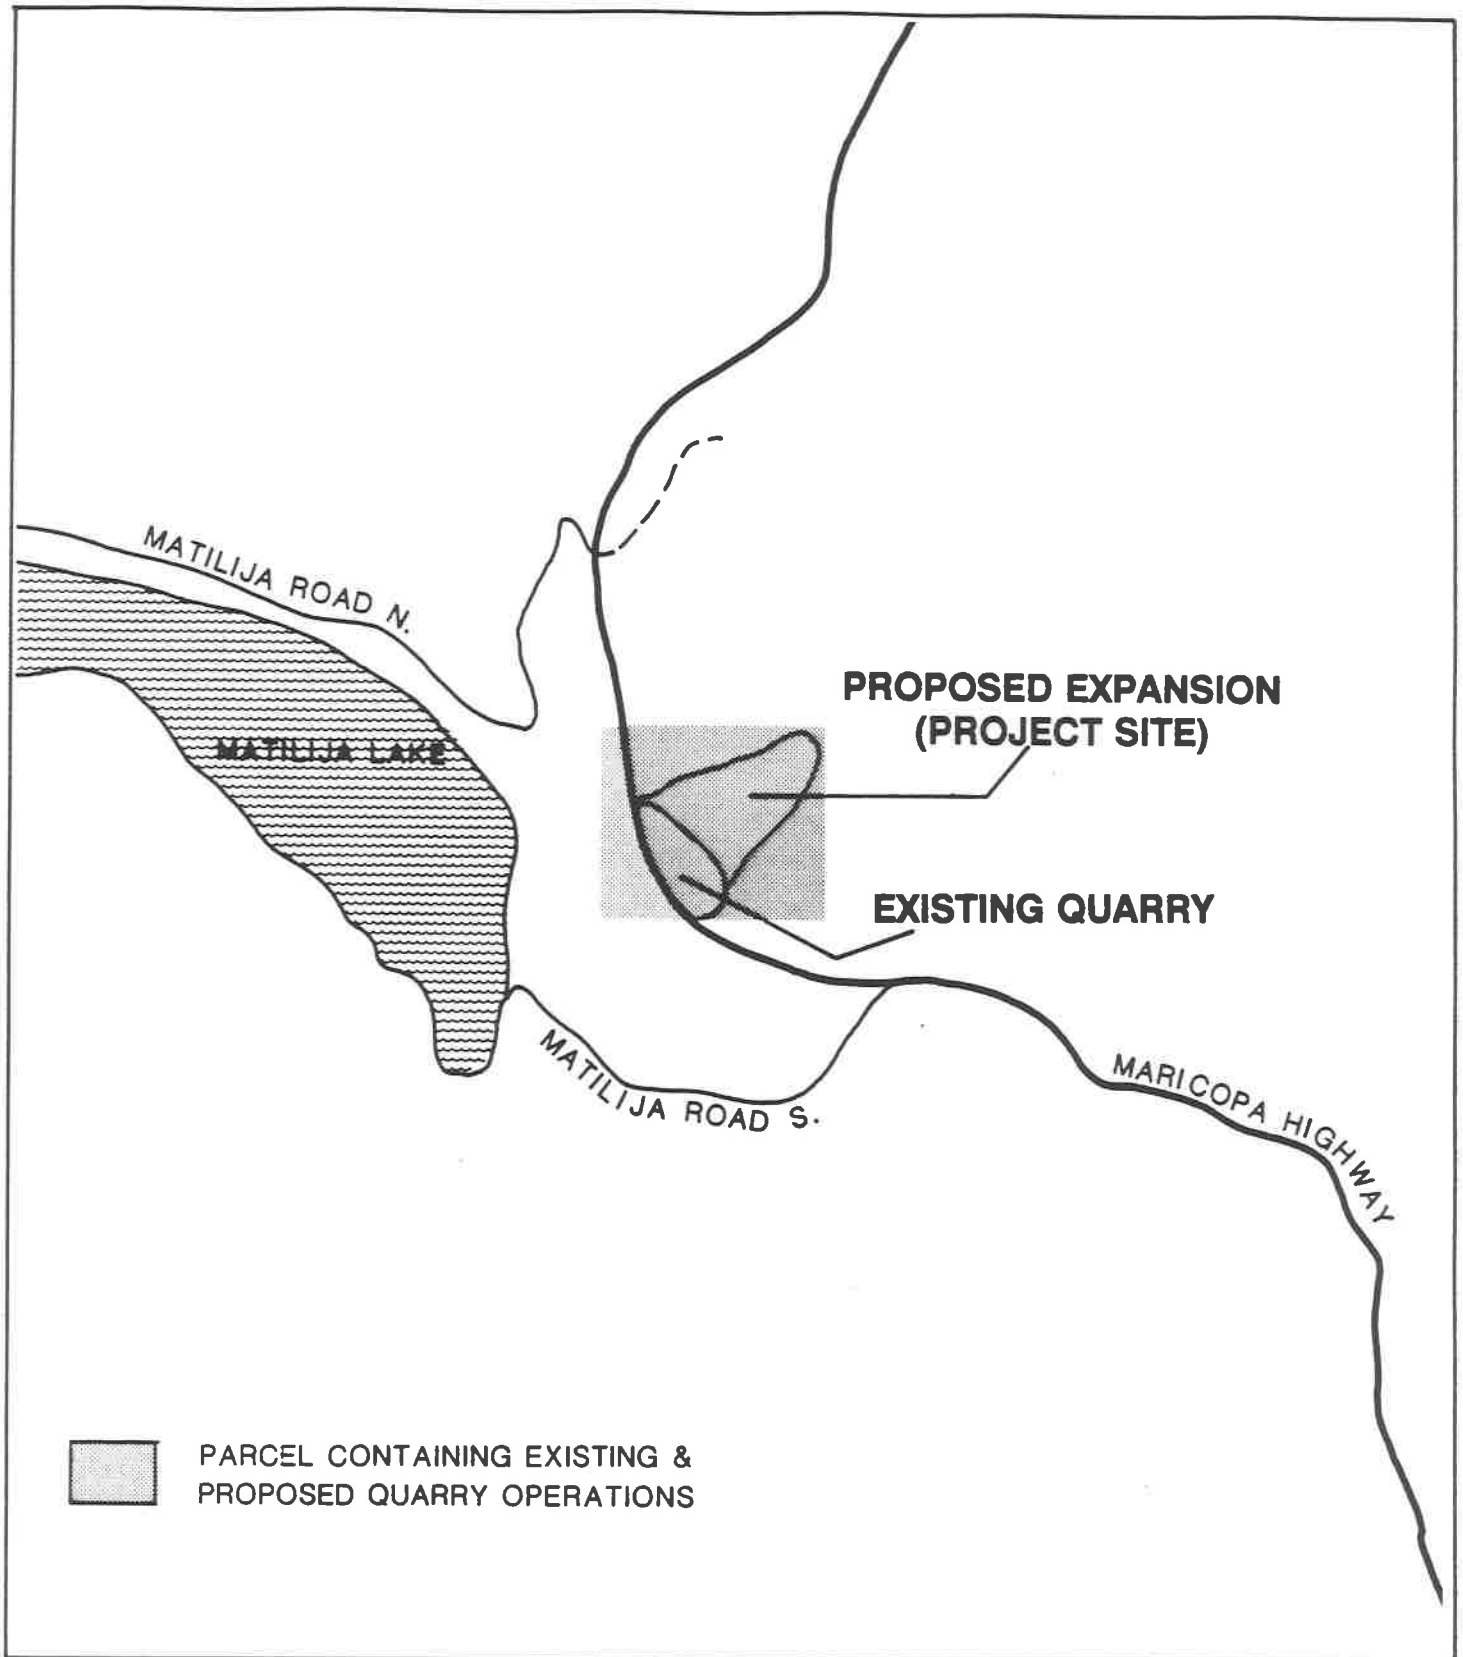 MATILIJA ROAD N.
PROPOSED EXPANSION
(PROJECT SITE)
MATILIJA LAKE
EXISTING QUARRY
MATILIJA ROAD S.
MARICOPA HIGHWAY
PARCEL CONTAINING EXISTING &
PROPOSED QUARRY OPERATIONS